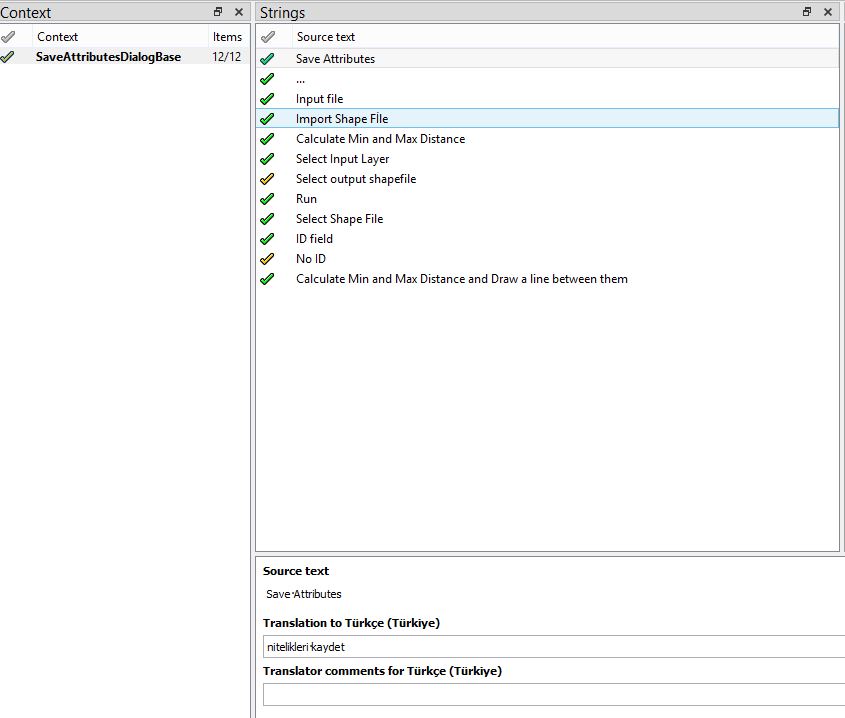 Context
Context Items
SaveAttributesDialogBase 12/12
Strings
Source text
Save Attributes
...
Input file
Import Shape File
Calculate Min and Max Distance
Select Input Layer
Select output shapefile
Run
Select Shape File
ID field
No ID
Calculate Min and Max Distance and Draw a line between them
Source text
Save·Attributes
Translation to Türkçe (Türkiye)
nitelikleri·kaydet
Translator comments for Türkçe (Türkiye)